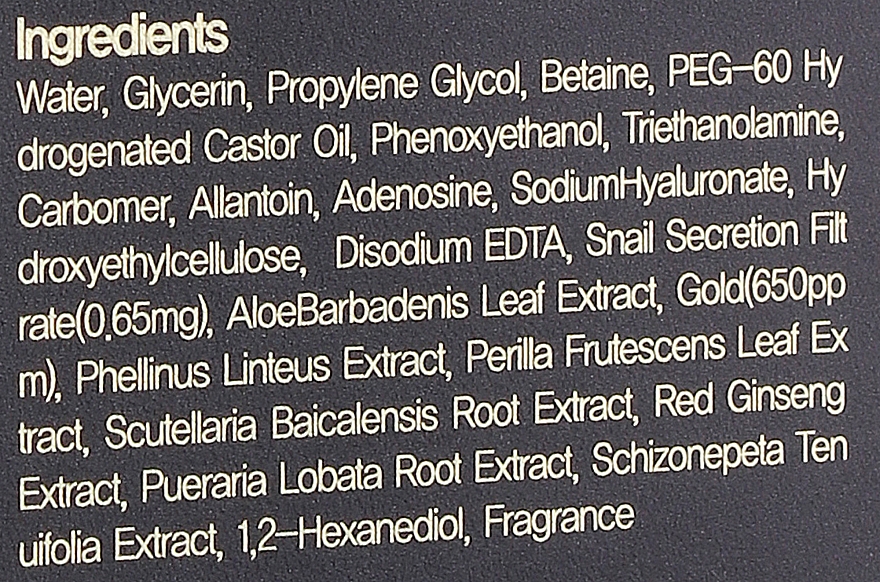 Ingredients
Water, Glycerin, Propylene Glycol, Betaine, PEG-60 Hy
drogenated Castor Oil, Phenoxyethanol, Triethanolamine,
Carbomer, Allantoin, Adenosine, SodiumHyaluronate, Hy
droxyethylcellulose, Disodium EDTA, Snail Secretion Filt
rate(0.65mg), AloeBarbadenis Leaf Extract, Gold(650pp
m), Phellinus Linteus Extract, Perilla Frutescens Leaf Ex
tract, Scutellaria Baicalensis Root Extract, Red Ginseng
Extract, Pueraria Lobata Root Extract, Schizonepeta Ten
uifolia Extract, 1,2-Hexanediol, Fragrance